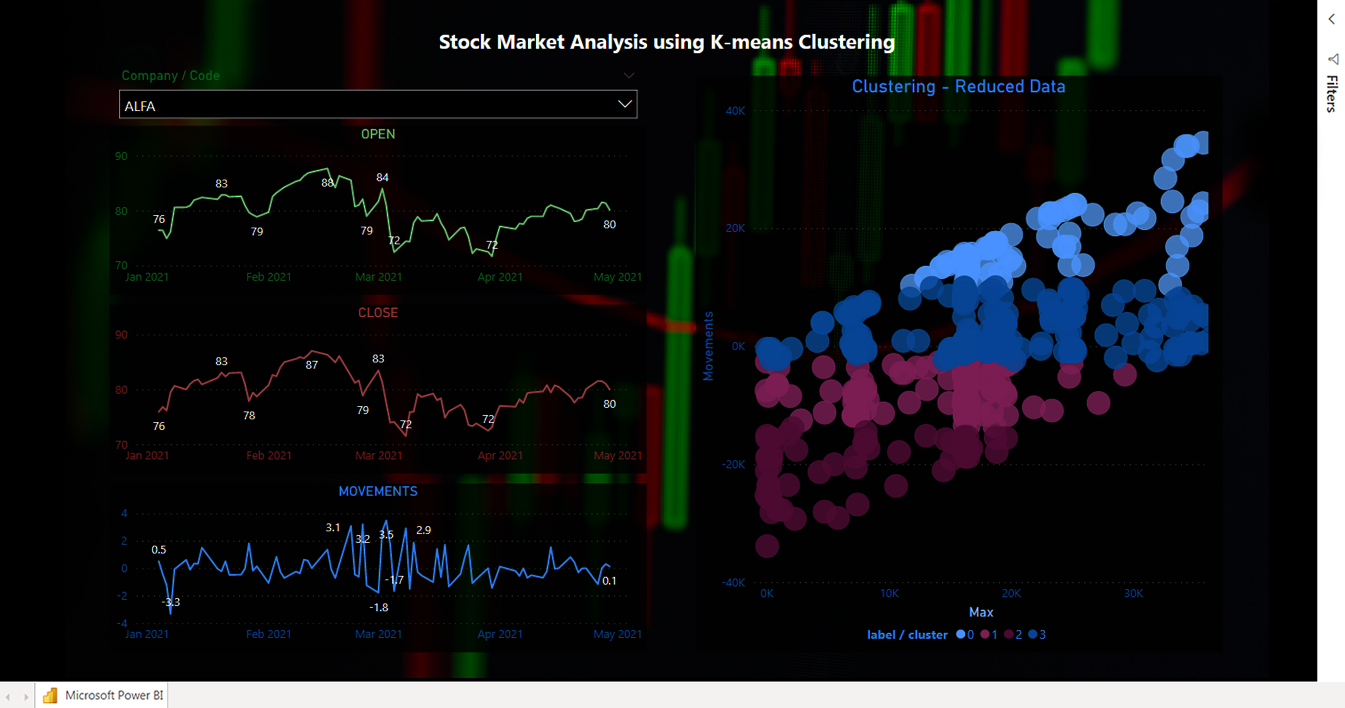 Stock Market Analysis using K-means Clustering
Company / Code
ALFA
OPEN
90
80
70
76
83
79
88
79
84
72
72
80
Jan 2021 Feb 2021 Mar 2021 Apr 2021 May 2021
CLOSE
90
80
70
76
83
78
87
79
83
72
72
80
Jan 2021 Feb 2021 Mar 2021 Apr 2021 May 2021
MOVEMENTS
4
2
0
-2
-4
0.5
-3.3
3.1
3.2
-1.8
3.5
-1.7
2.9
0.1
Jan 2021 Feb 2021 Mar 2021 Apr 2021 May 2021
Clustering - Reduced Data
Movements
40K
20K
0K
-20K
-40K
0K 10K 20K 30K
Max
label / cluster 0 1 2 3
Filters
Microsoft Power BI